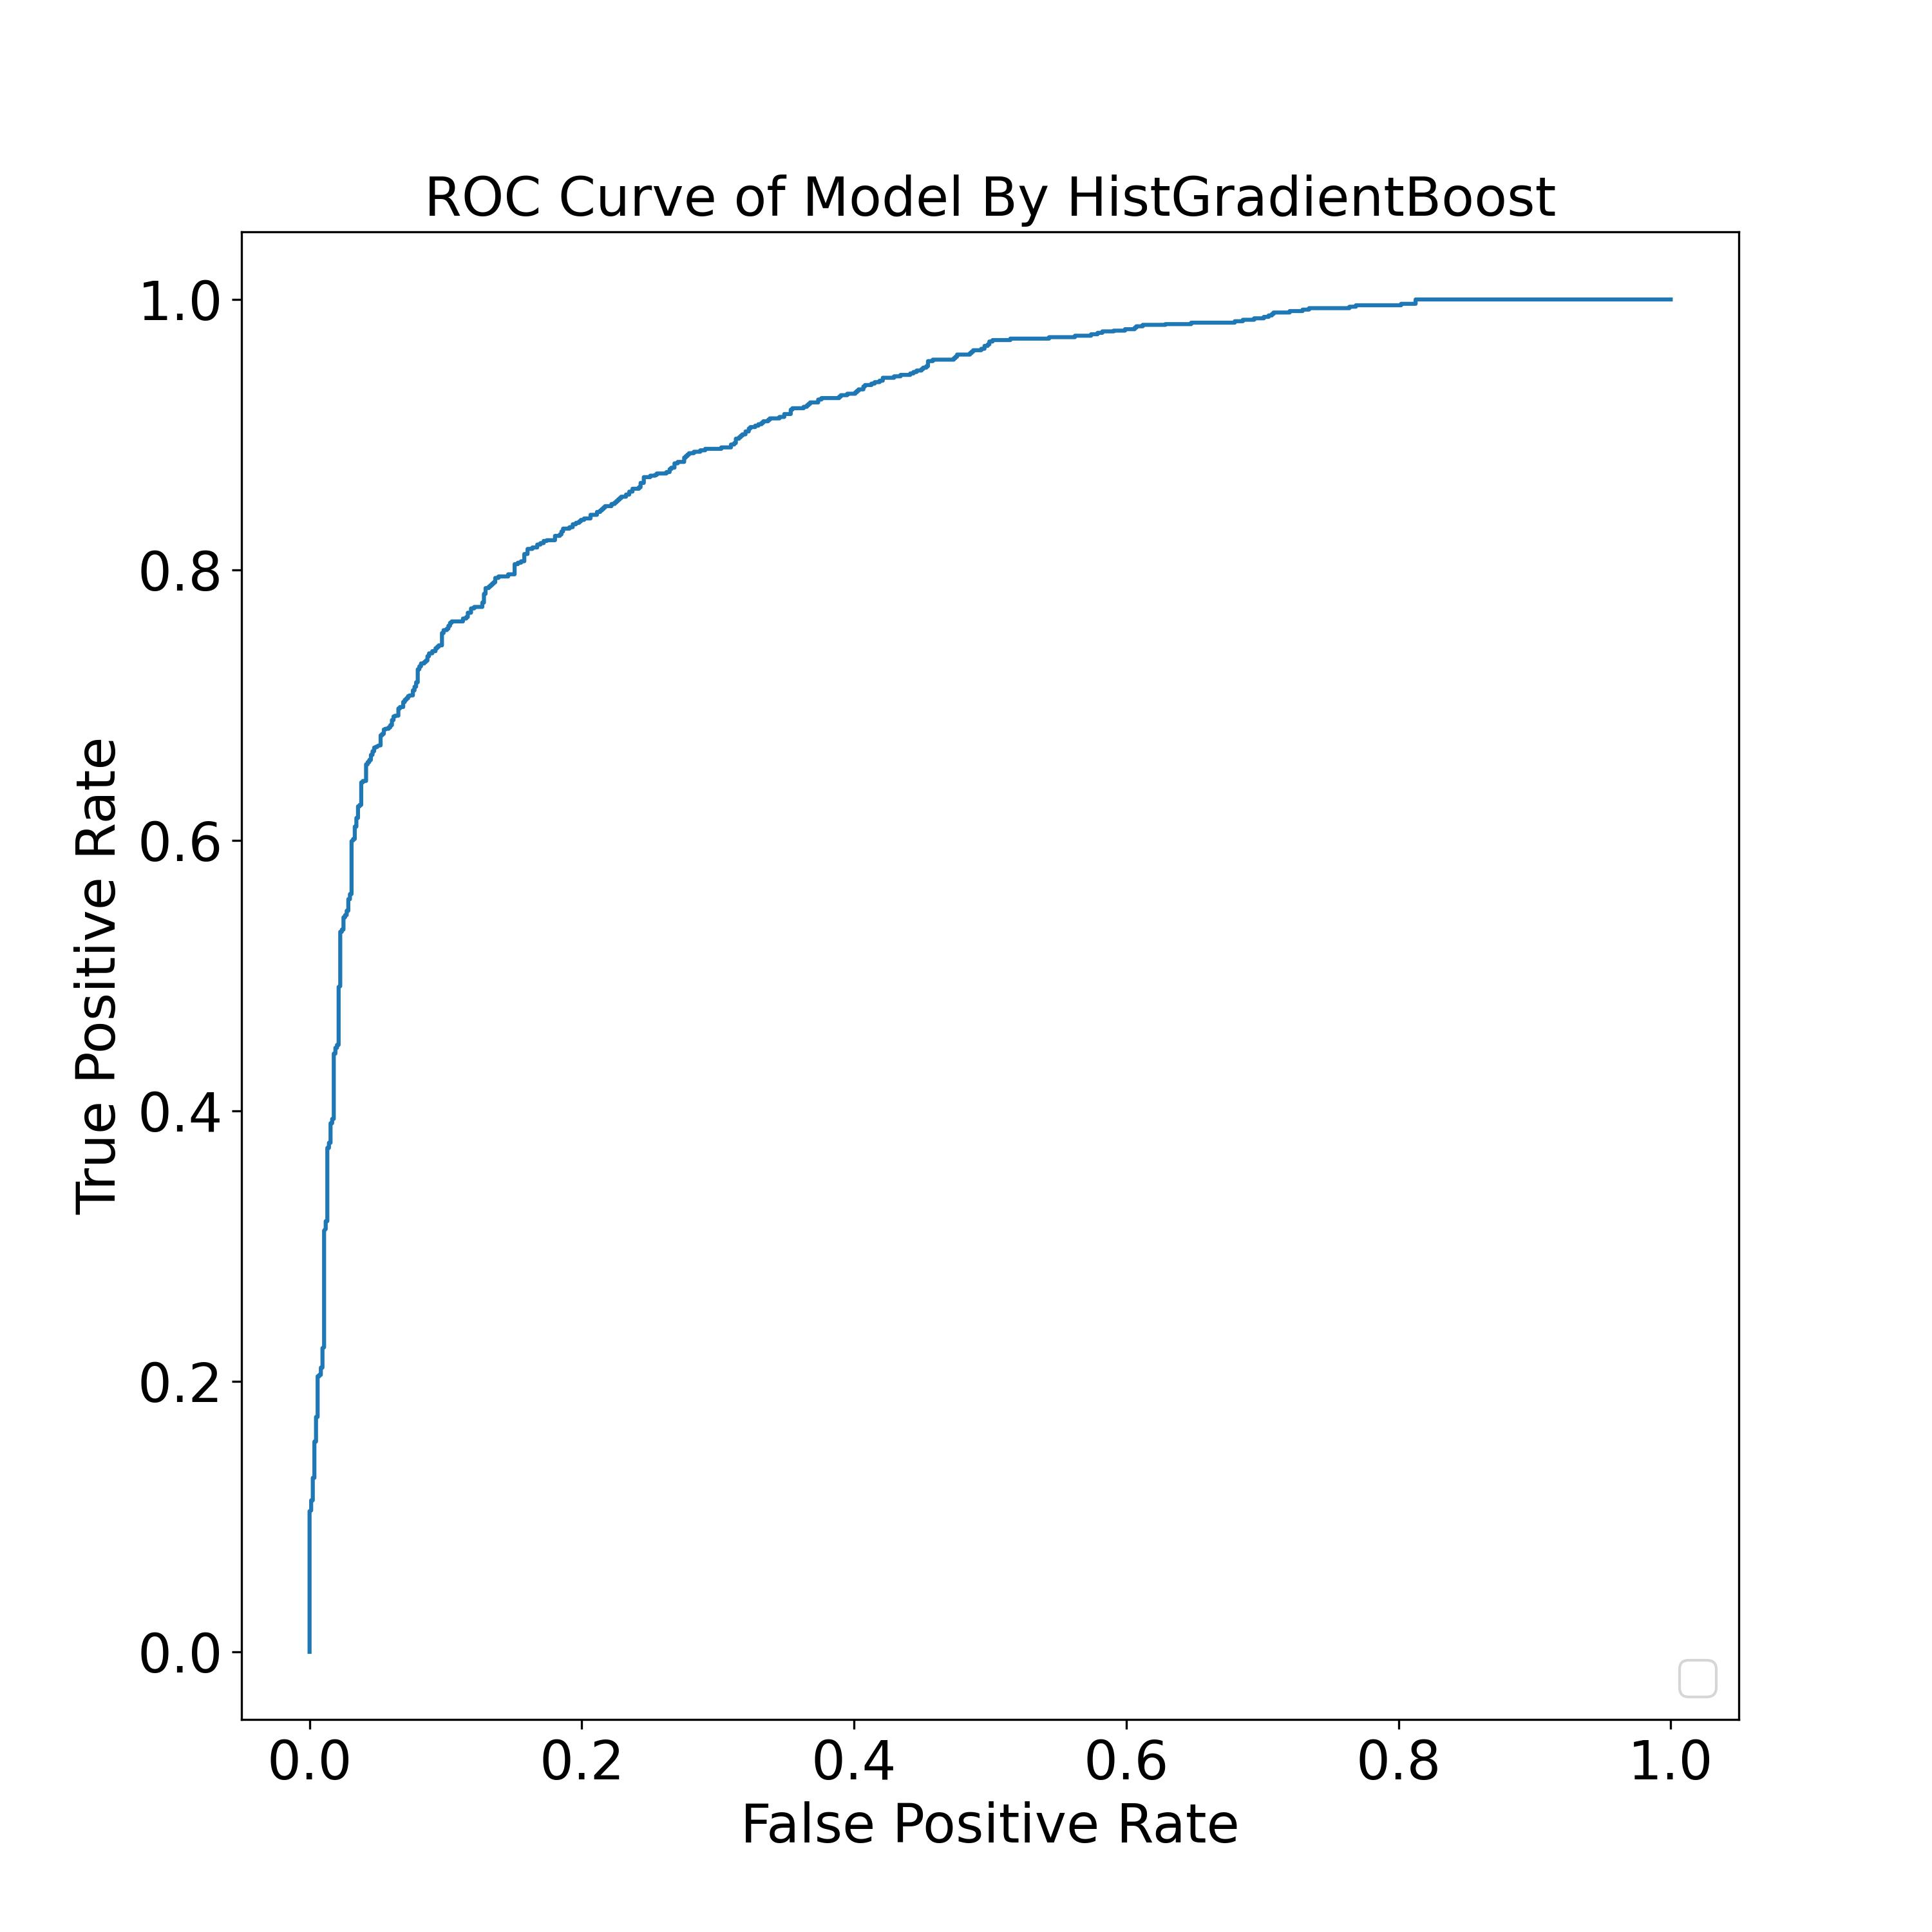 ROC Curve of Model By HistGradientBoost
True Positive Rate
1.0
0.8
0.6
0.4
0.2
0.0
0.0 0.2 0.4 0.6 0.8 1.0
False Positive Rate